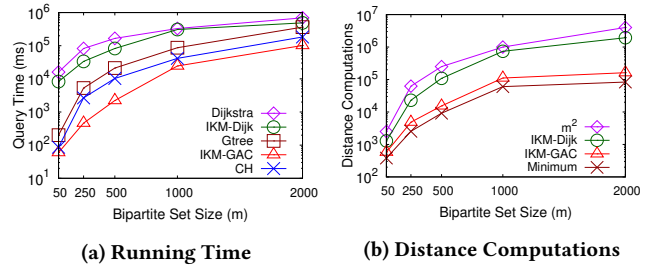 10^6
10^5
10^4
10^3
10^2
10^1
Query Time (ms)
Dijkstra
IKM-Dijk
Gtree
IKM-GAC
CH
50 250 500 1000 2000
Bipartite Set Size (m)
(a) Running Time
10^7
10^6
10^5
10^4
10^3
10^2
Distance Computations
m^2
IKM-Dijk
IKM-GAC
Minimum
50 250 500 1000 2000
Bipartite Set Size (m)
(b) Distance Computations